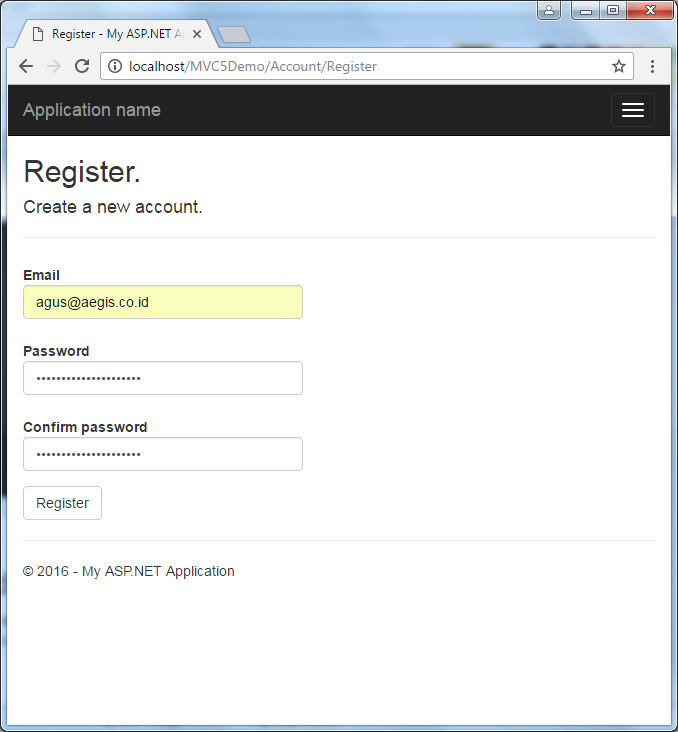 Register - My ASP.NET A
localhost/MVC5Demo/Account/Register
Application name
Register.
Create a new account.
Email
agus@aegis.co.id
Password
•••••••••••••••••••••
Confirm password
•••••••••••••••••••••
Register
© 2016 - My ASP.NET Application